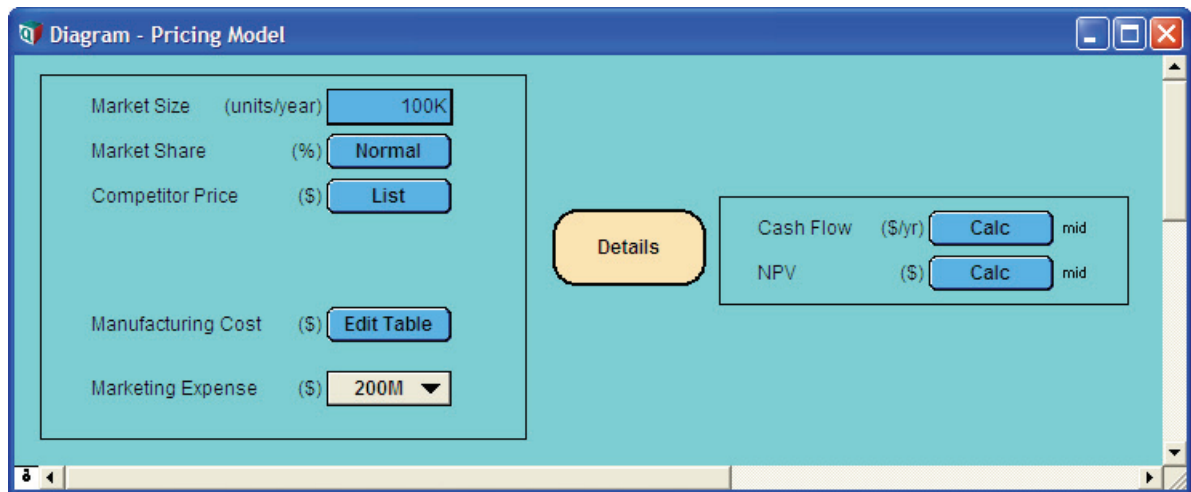 Diagram - Pricing Model
Market Size (units/year) 100K
Market Share (%) Normal
Competitor Price ($) List
Manufacturing Cost ($) Edit Table
Marketing Expense ($) 200M
Details
Cash Flow ($/yr) Calc mid
NPV ($) Calc mid